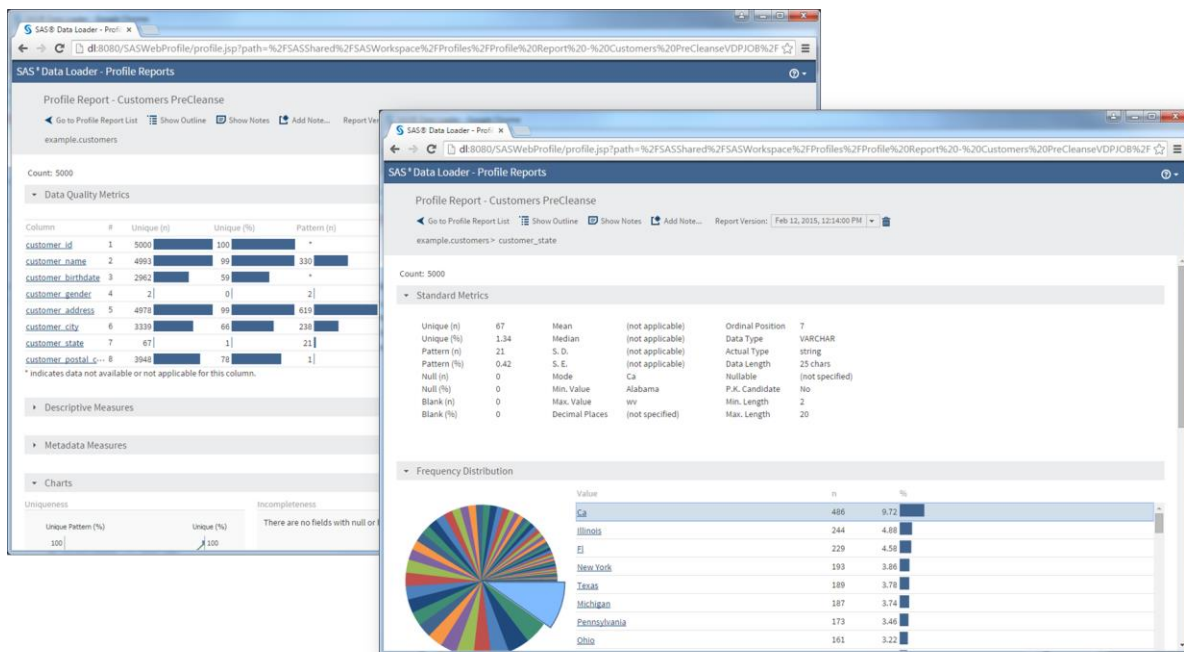 SAS® Data Loader - Profi
dl:8080/SASWebProfile/profile.jsp?path=%2FSASShared%2FSASWorkspace%2FProfiles%2FProfile%20Report%20-%20Customers%20PreCleanseVDPJOB%2F
SAS® Data Loader - Profile Reports
Profile Report - Customers PreCleanse
Go to Profile Report List Show Outline Show Notes Add Note... Report Ver
example.customers
Count: 5000
Data Quality Metrics
Column # Unique (n) Unique (%) Pattern (n)
customer_id 1 5000 100 *
customer_name 2 4993 99 330
customer_birthdate 3 2962 59 *
customer_gender 4 2 0 2
customer_address 5 4978 99 619
customer_city 6 3339 66 238
customer_state 7 67 1 21
customer_postal_c··· 8 3948 78 1
* indicates data not available or not applicable for this column.
Descriptive Measures
Metadata Measures
Charts
Uniqueness Incompleteness
Unique Pattern (%) Unique (%) There are no fields with null or
100 100
SAS® Data Loader - Profi
dl:8080/SASWebProfile/profile.jsp?path=%2FSASShared%2FSASWorkspace%2FProfiles%2FProfile%20Report%20-%20Customers%20PreCleanseVDPJOB%2F
SAS® Data Loader - Profile Reports
Profile Report - Customers PreCleanse
Go to Profile Report List Show Outline Show Notes Add Note... Report Version: Feb 12, 2015, 12:14:00 PM
example.customers> customer_state
Count: 5000
Standard Metrics
Unique (n) 67 Mean (not applicable) Ordinal Position 7
Unique (%) 1.34 Median (not applicable) Data Type VARCHAR
Pattern (n) 21 S. D. (not applicable) Actual Type string
Pattern (%) 0.42 S. E. (not applicable) Data Length 25 chars
Null (n) 0 Mode Ca Nullable (not specified)
Null (%) 0 Min. Value Alabama P.K. Candidate No
Blank (n) 0 Max. Value wv Min. Length 2
Blank (%) 0 Decimal Places (not specified) Max. Length 20
Frequency Distribution
Value n %
Ca 486 9.72
Illinois 244 4.88
Fl 229 4.58
New York 193 3.86
Texas 189 3.78
Michigan 187 3.74
Pennsylvania 173 3.46
Ohio 161 3.22